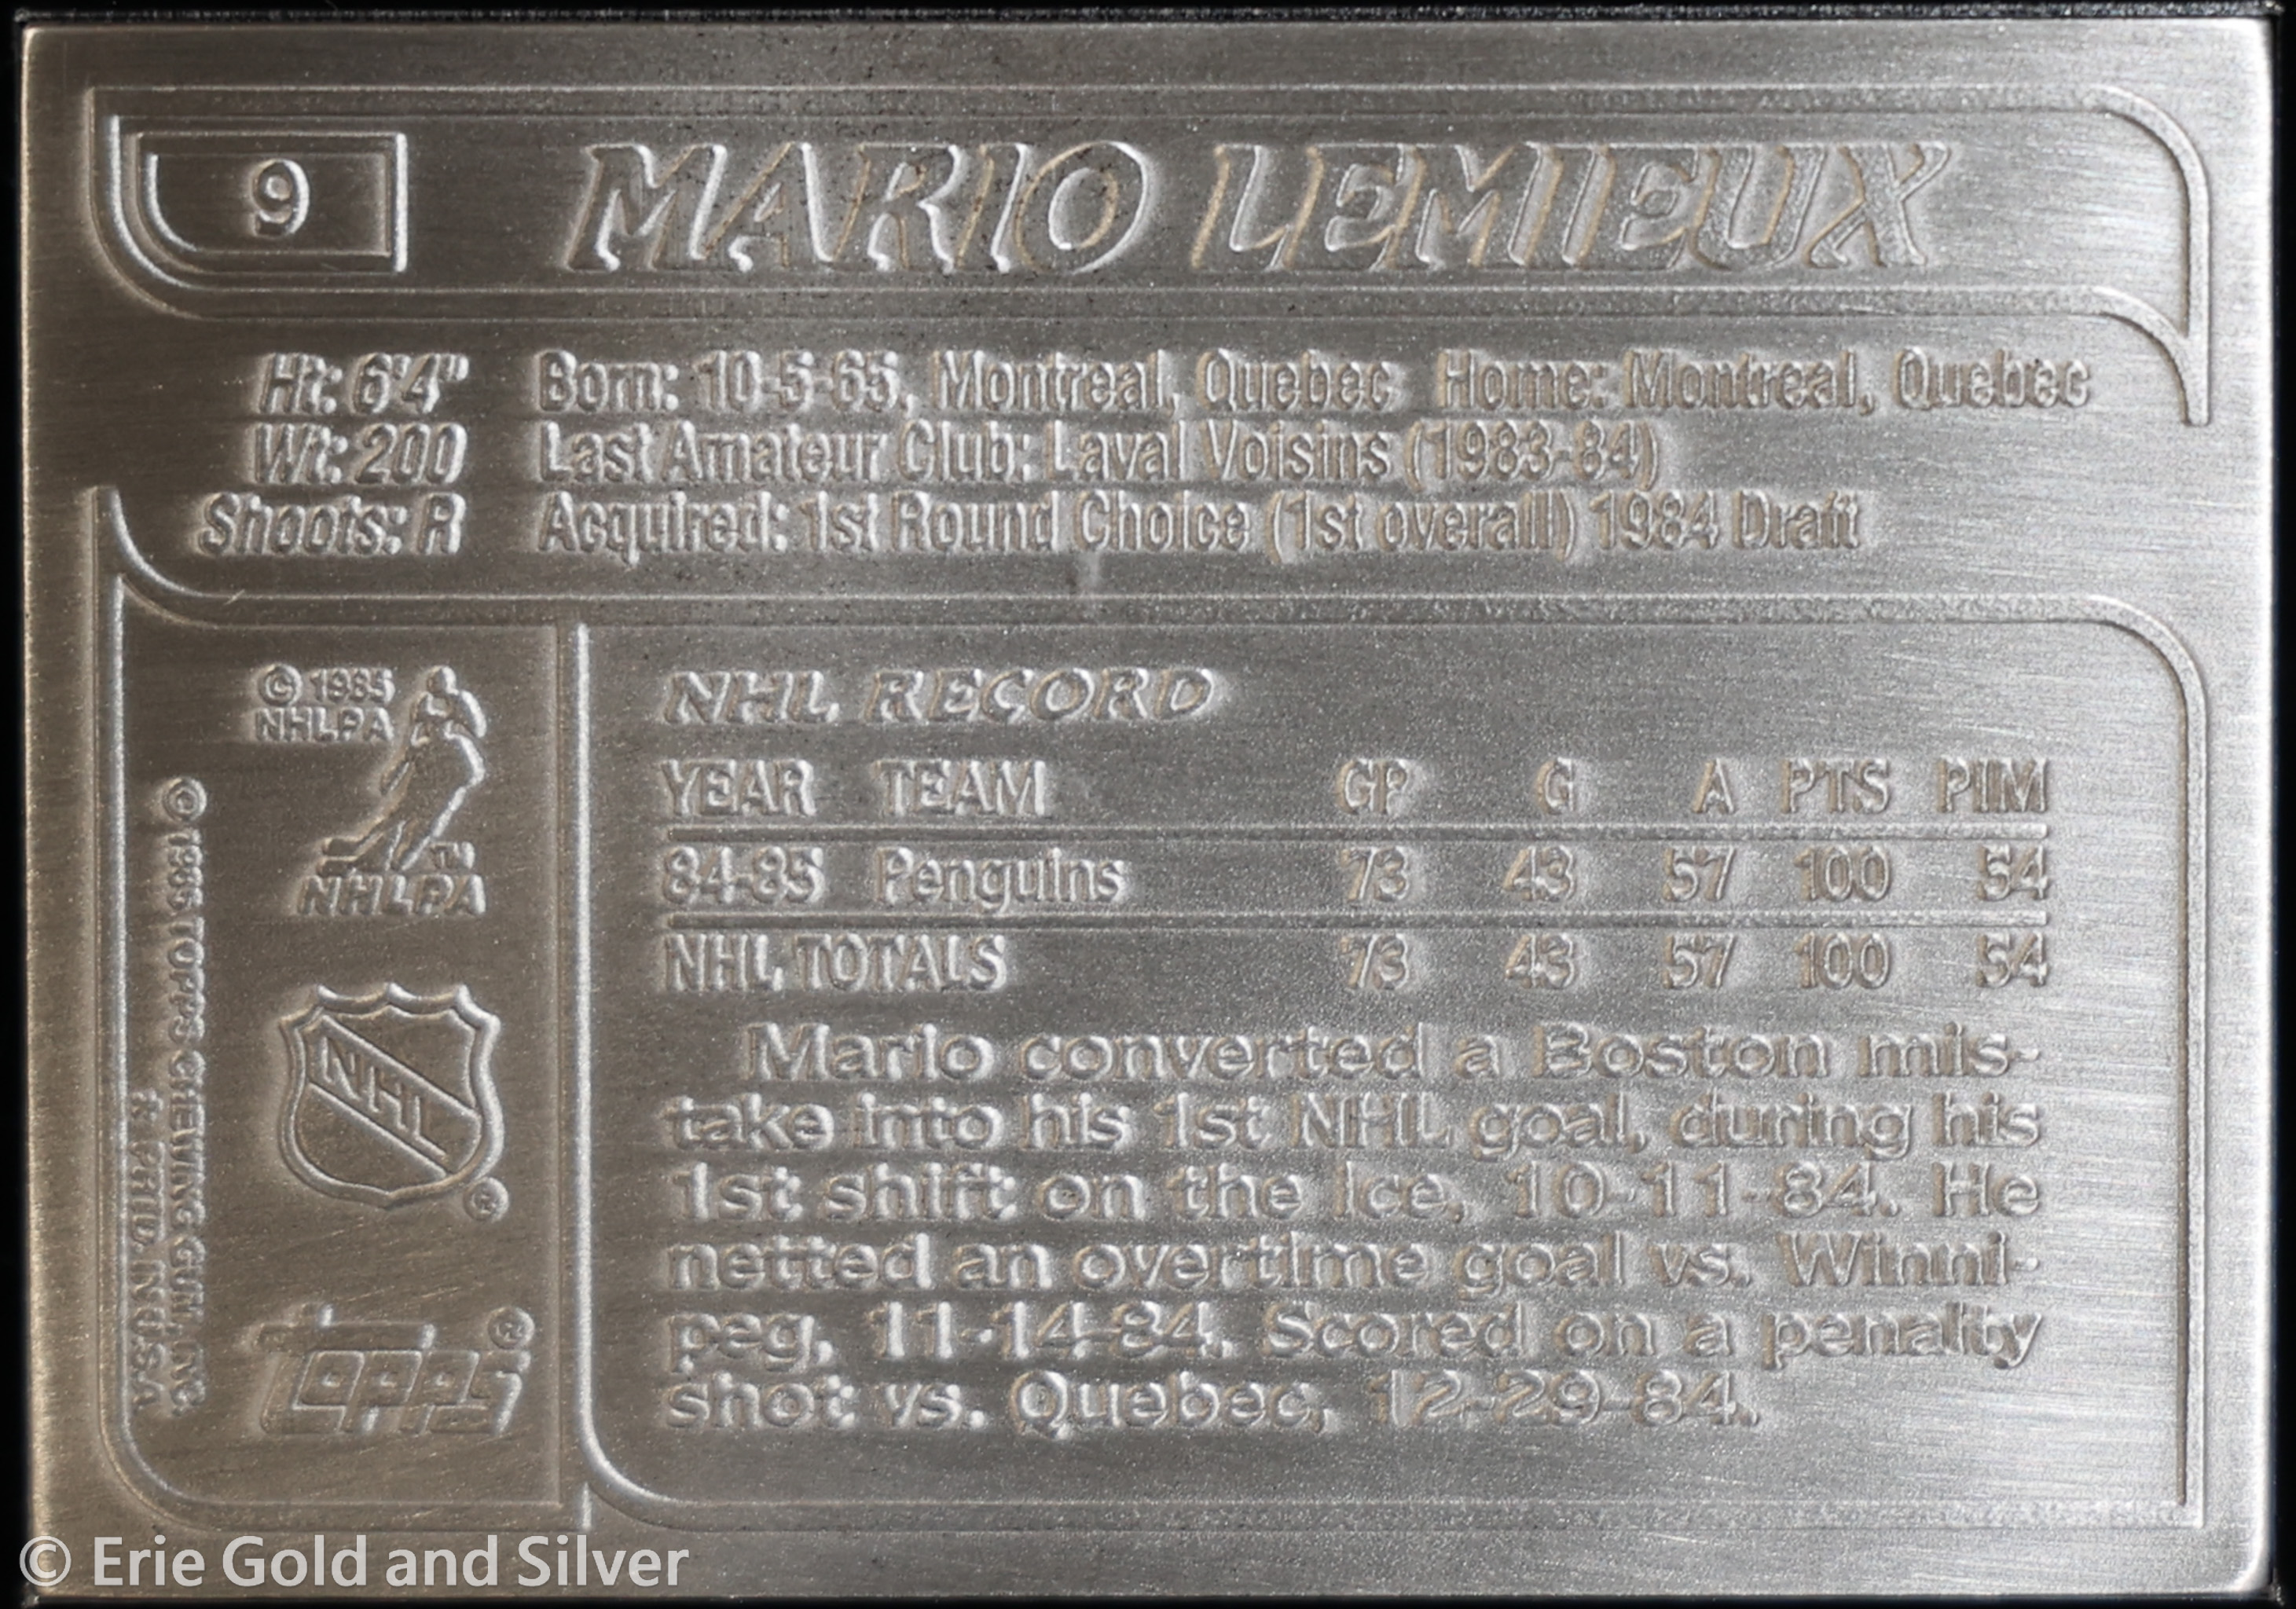 9 MARIO LEMIEUX
Ht: 6'4" Born: 10-5-65, Montreal, Quebec Home: Montreal, Quebec
Wt: 200 Last Amateur Club: Laval Voisins (1983-84)
Shoots: R Acquired: 1st Round Choice (1st overall) 1984 Draft
© 1985
NHLPA
TM
NHLPA
NHL
®
Topps®
© 1985 TOPPS CHEWING GUM, INC.
PRTD. IN U.S.A.
NHL RECORD
YEAR TEAM GP G A PTS PIM
84-85 Penguins 73 43 57 100 54
NHL TOTALS 73 43 57 100 54
Mario converted a Boston mis-
take into his 1st NHL goal, during his
1st shift on the Ice, 10-11-84. He
netted an overtime goal vs. Winni-
peg, 11-14-84. Scored on a penalty
shot vs. Quebec, 12-29-84.
© Erie Gold and Silver